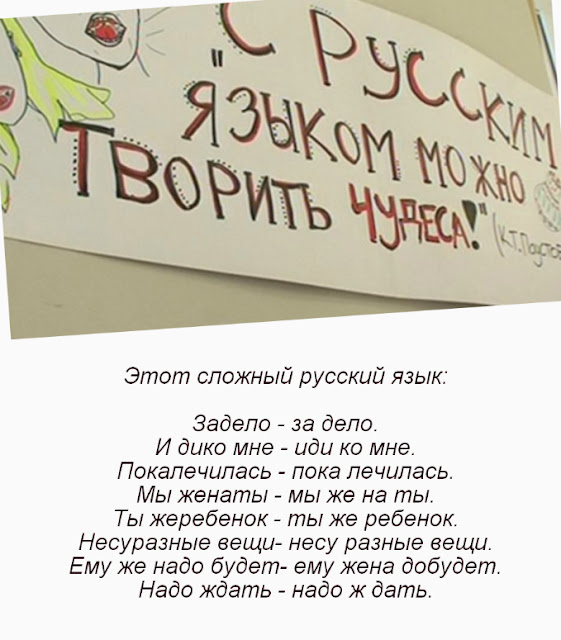 "С РУССКИМ
ЯЗЫКОМ МОЖНО
ТВОРИТЬ ЧУДЕСА!"
(К.Г.
Этот сложный русский язык:
Задело - за дело.
И дико мне - иди ко мне.
Покалечилась - пока лечилась.
Мы женаты - мы же на ты.
Ты жеребенок - ты же ребенок.
Несуразные вещи- несу разные вещи.
Ему же надо будет- ему жена добудет.
Надо ждать - надо ж дать.